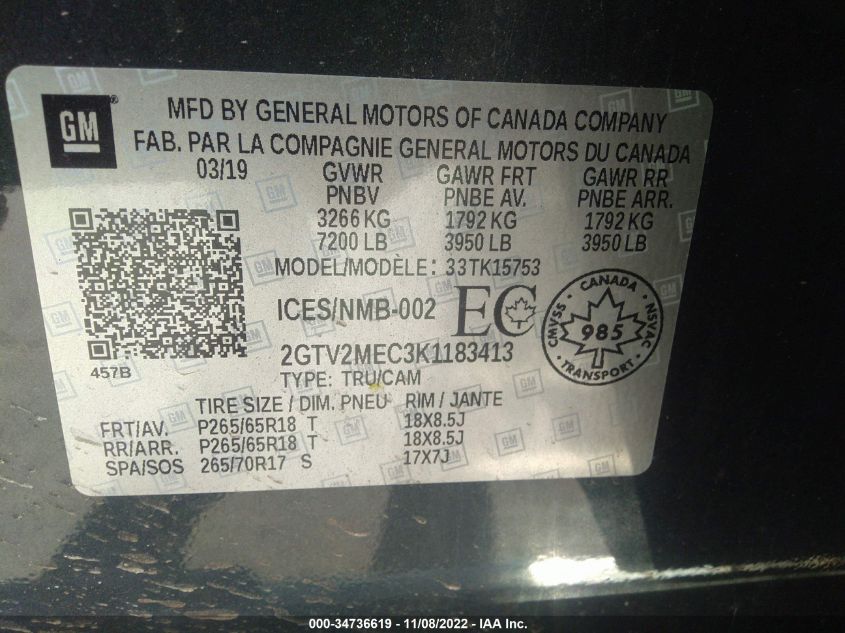 GM
MFD BY GENERAL MOTORS OF CANADA COMPANY
FAB. PAR LA COMPAGNIE GENERAL MOTORS DU CANADA
03/19 GVWR GAWR FRT GAWR RR
PNBV PNBE AV. PNBE ARR.
3266 KG 1792 KG 1792 KG
7200 LB 3950 LB 3950 LB
MODEL/MODÈLE: 33TK15753
ICES/NMB-002 EC
CANADA
CMVSS 985 NSVAC
TRANSPORT
2GTV2MEC3K1183413
457B
TYPE: TRU/CAM
TIRE SIZE / DIM. PNEU RIM / JANTE
FRT/AV. P265/65R18 T 18X8.5J
RR/ARR. P265/65R18 T 18X8.5J
SPA/SOS 265/70R17 S 17X7J
000-34736619 - 11/08/2022 - IAA Inc.